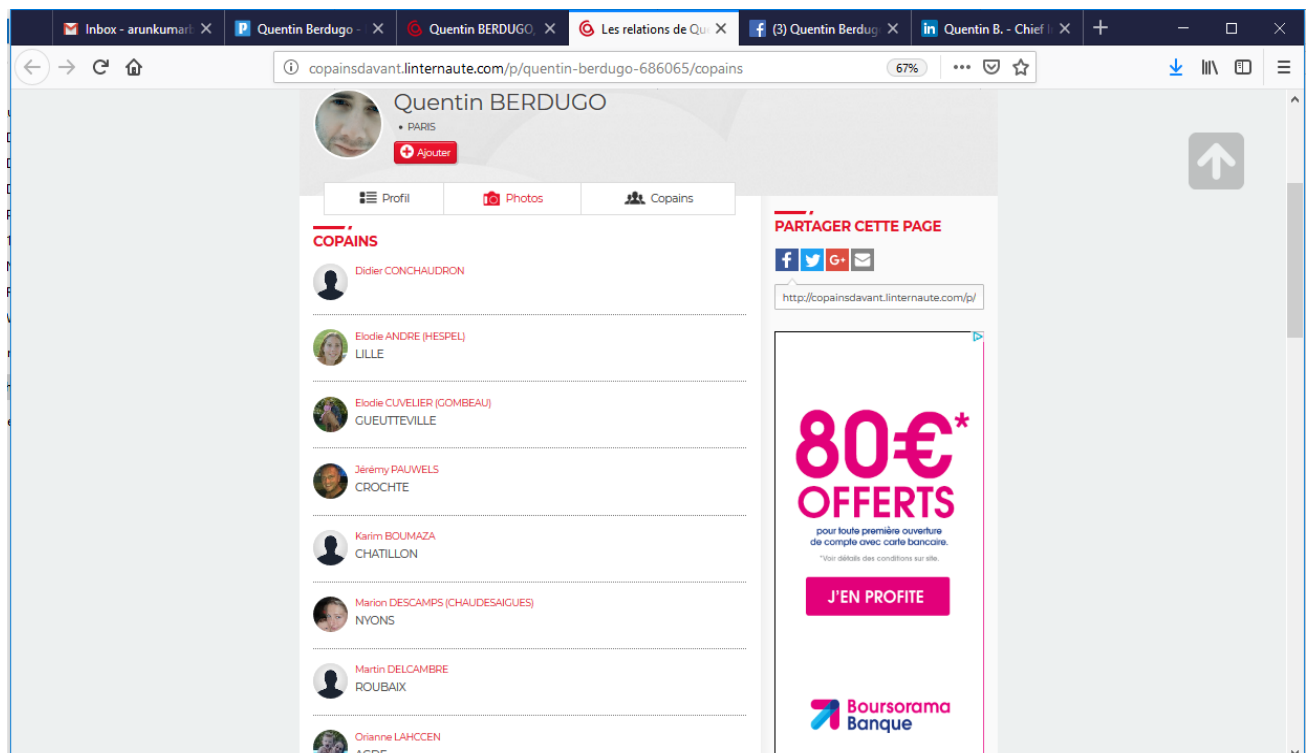 Inbox - arunkumar
Quentin Berdugo -
Quentin BERDUGO,
Les relations de Qu
(3) Quentin Berdug
Quentin B. - Chief I
copainsdavant.linternaute.com/p/quentin-berdugo-686065/copains
67%
Quentin BERDUGO
• PARIS
Ajouter
Profil
Photos
Copains
COPAINS
Didier CONCHAUDRON
Elodie ANDRE (HESPEL)
LILLE
Elodie CUVELIER (GOMBEAU)
GUEUTTEVILLE
Jérémy PAUWELS
CROCHTE
Karim BOUMAZA
CHATILLON
Marion DESCAMPS (CHAUDESAIGUES)
NYONS
Martin DELCAMBRE
ROUBAIX
Orianne LAHCCEN
AGDE
PARTAGER CETTE PAGE
http://copainsdavant.linternaute.com/p/
80€*
OFFERTS
pour toute première ouverture
de compte avec carte bancaire.
*Voir détails des conditions sur site.
J'EN PROFITE
Boursorama
Banque